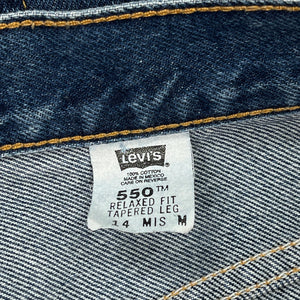 Levi's
100% COTTON
MADE IN MEXICO
CARE ON REVERSE
550™
RELAXED FIT
TAPERED LEG
14 MIS M